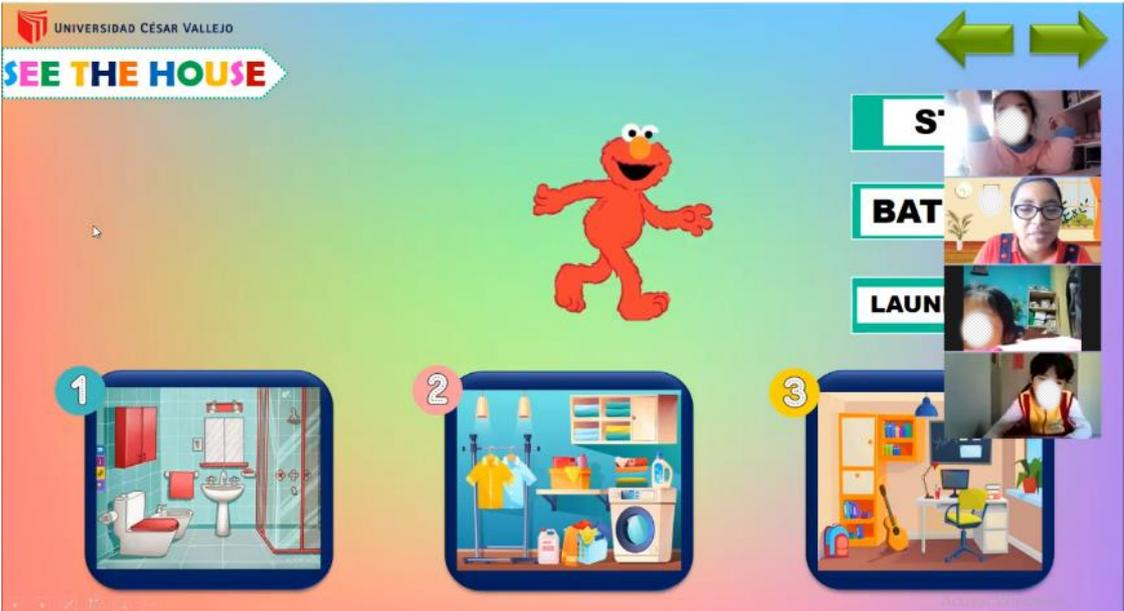 UNIVERSIDAD CÉSAR VALLEJO
SEE THE HOUSE
ST
BAT
LAUN
1
2
3